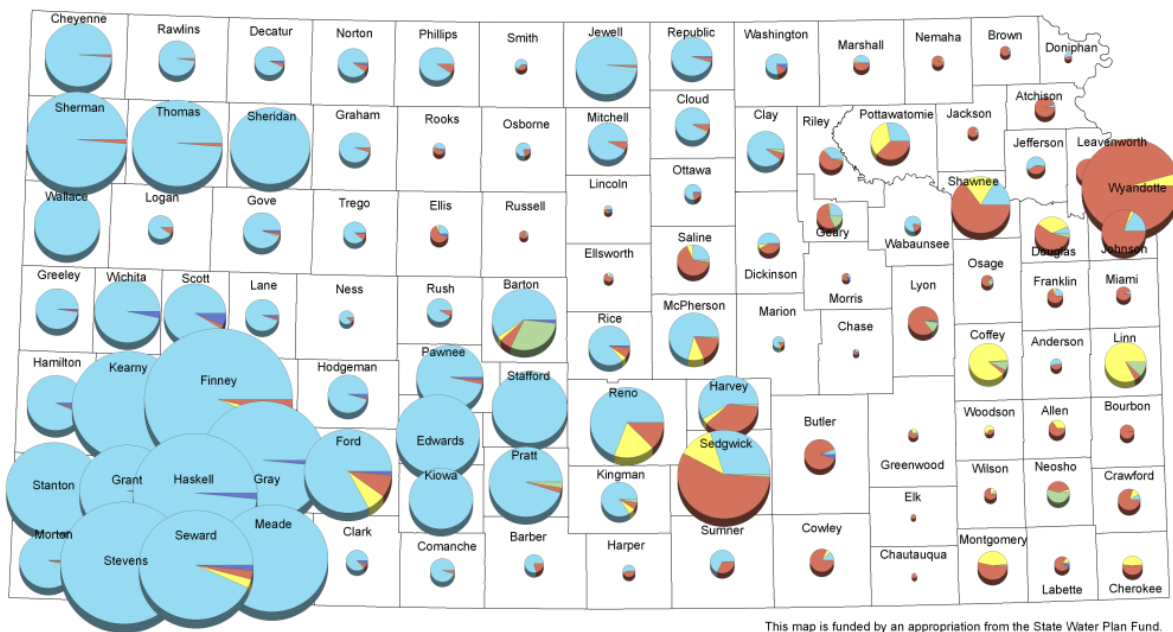 Cheyenne
Rawlins
Decatur
Norton
Phillips
Smith
Jewell
Republic
Washington
Marshall
Nemaha
Brown
Doniphan
Sherman
Thomas
Sheridan
Graham
Rooks
Osborne
Mitchell
Cloud
Clay
Riley
Pottawatomie
Jackson
Atchison
Jefferson
Leavenworth
Wyandotte
Wallace
Logan
Gove
Trego
Ellis
Russell
Lincoln
Ottawa
Saline
Dickinson
Geary
Wabaunsee
Shawnee
Douglas
Johnson
Greeley
Wichita
Scott
Lane
Ness
Rush
Barton
Ellsworth
Rice
McPherson
Marion
Morris
Chase
Lyon
Osage
Franklin
Miami
Hamilton
Kearny
Finney
Hodgeman
Pawnee
Stafford
Reno
Harvey
Butler
Coffey
Anderson
Linn
Stanton
Grant
Haskell
Gray
Ford
Edwards
Kiowa
Pratt
Kingman
Sedgwick
Greenwood
Woodson
Allen
Bourbon
Wilson
Neosho
Crawford
Morton
Stevens
Seward
Meade
Clark
Comanche
Barber
Harper
Sumner
Cowley
Elk
Chautauqua
Montgomery
Labette
Cherokee
This map is funded by an appropriation from the State Water Plan Fund.